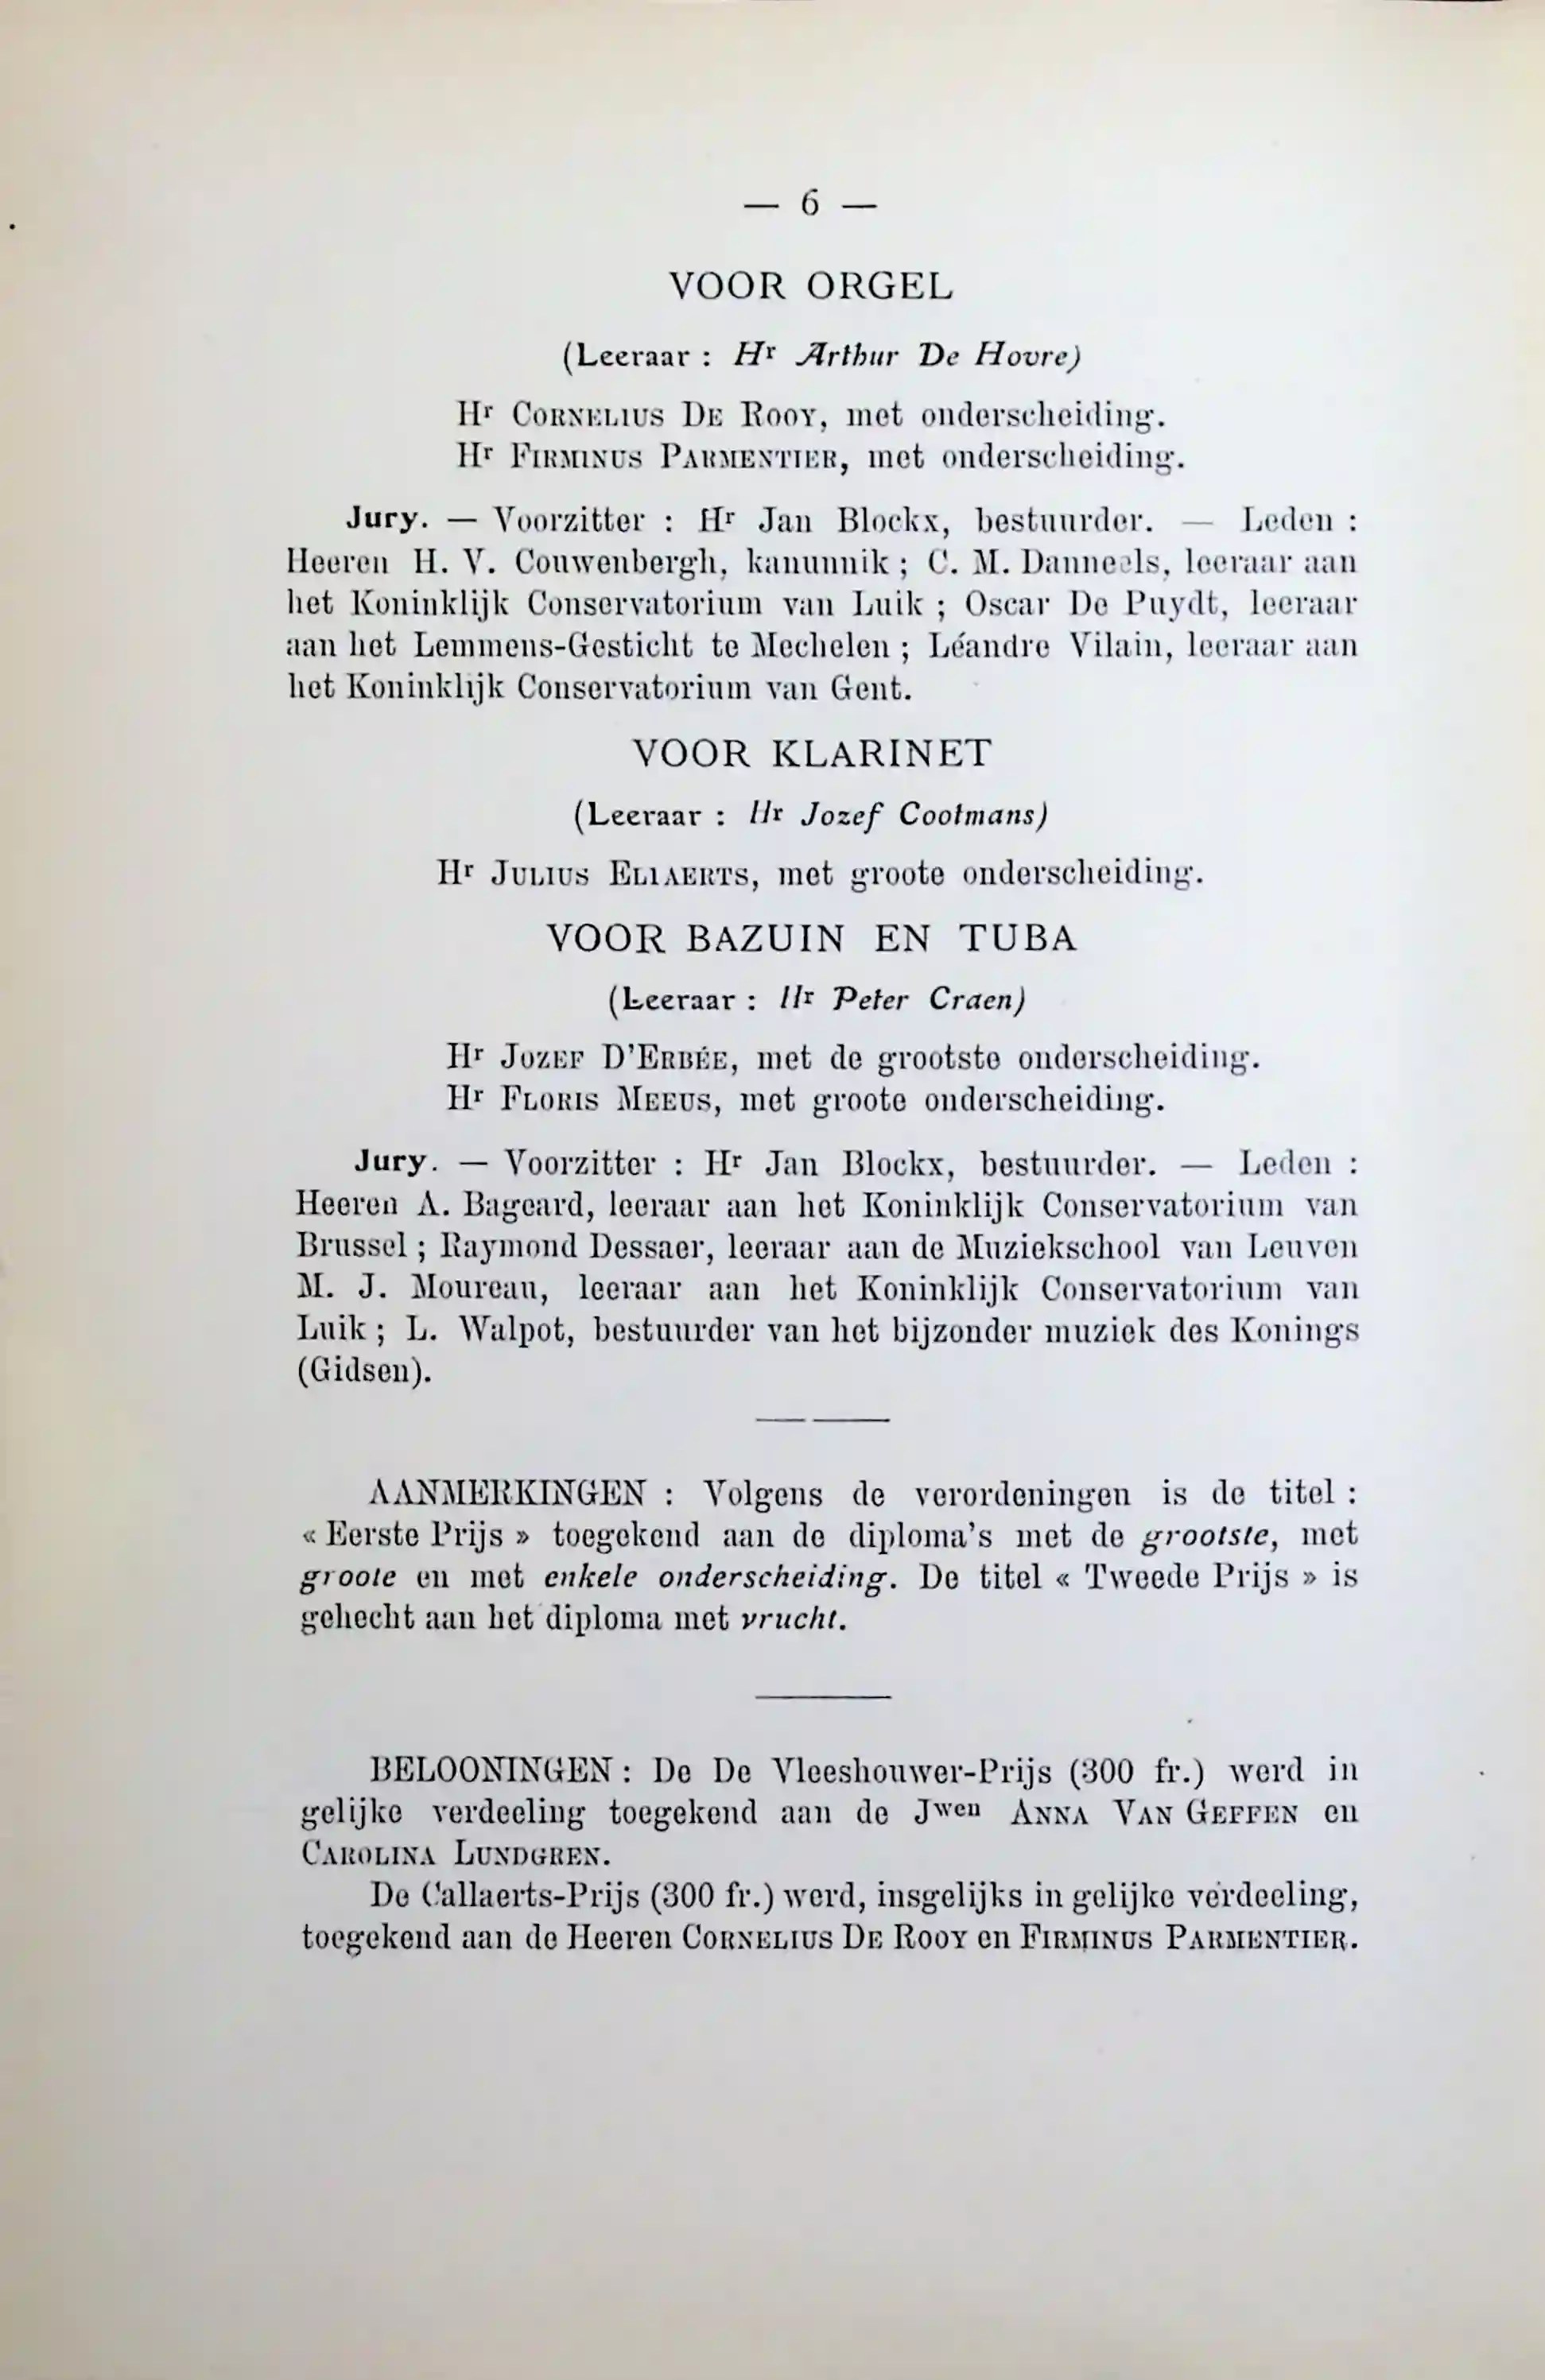 — 6 —
VOOR ORGEL
(Leeraar : Hr Arthur De Hovre)
Hr CORNELIUS DE ROOY, met onderscheiding.
Hr FIRMINUS PARMENTIER, met onderscheiding.
Jury. — Voorzitter : Hr Jan Blockx, bestuurder. — Leden :
Heeren H. V. Couwenbergh, kanunnik ; C. M. Danneels, leeraar aan
het Koninklijk Conservatorium van Luik ; Oscar De Puydt, leeraar
aan het Lemmens-Gesticht te Mechelen ; Léandre Vilain, leeraar aan
het Koninklijk Conservatorium van Gent.
VOOR KLARINET
(Leeraar : Hr Jozef Cootmans)
Hr JULIUS ELIAERTS, met groote onderscheiding.
VOOR BAZUIN EN TUBA
(Leeraar : Hr Peter Craen)
Hr JOZEF D'ERBÉE, met de grootste onderscheiding.
Hr FLORIS MEEUS, met groote onderscheiding.
Jury. — Voorzitter : Hr Jan Blockx, bestuurder. — Leden :
Heeren A. Bageard, leeraar aan het Koninklijk Conservatorium van
Brussel ; Raymond Dessaer, leeraar aan de Muziekschool van Leuven
M. J. Moureau, leeraar aan het Koninklijk Conservatorium van
Luik ; L. Walpot, bestuurder van het bijzonder muziek des Konings
(Gidsen).
AANMERKINGEN : Volgens de verordeningen is de titel :
« Eerste Prijs » toegekend aan de diploma's met de grootste, met
groote en met enkele onderscheiding. De titel « Tweede Prijs » is
gehecht aan het diploma met vrucht.
BELOONINGEN : De De Vleeshouwer-Prijs (300 fr.) werd in
gelijke verdeeling toegekend aan de Jwen ANNA VAN GEFFEN en
CAROLINA LUNDGREN.
De Callaerts-Prijs (300 fr.) werd, insgelijks in gelijke verdeeling,
toegekend aan de Heeren CORNELIUS DE ROOY en FIRMINUS PARMENTIER.